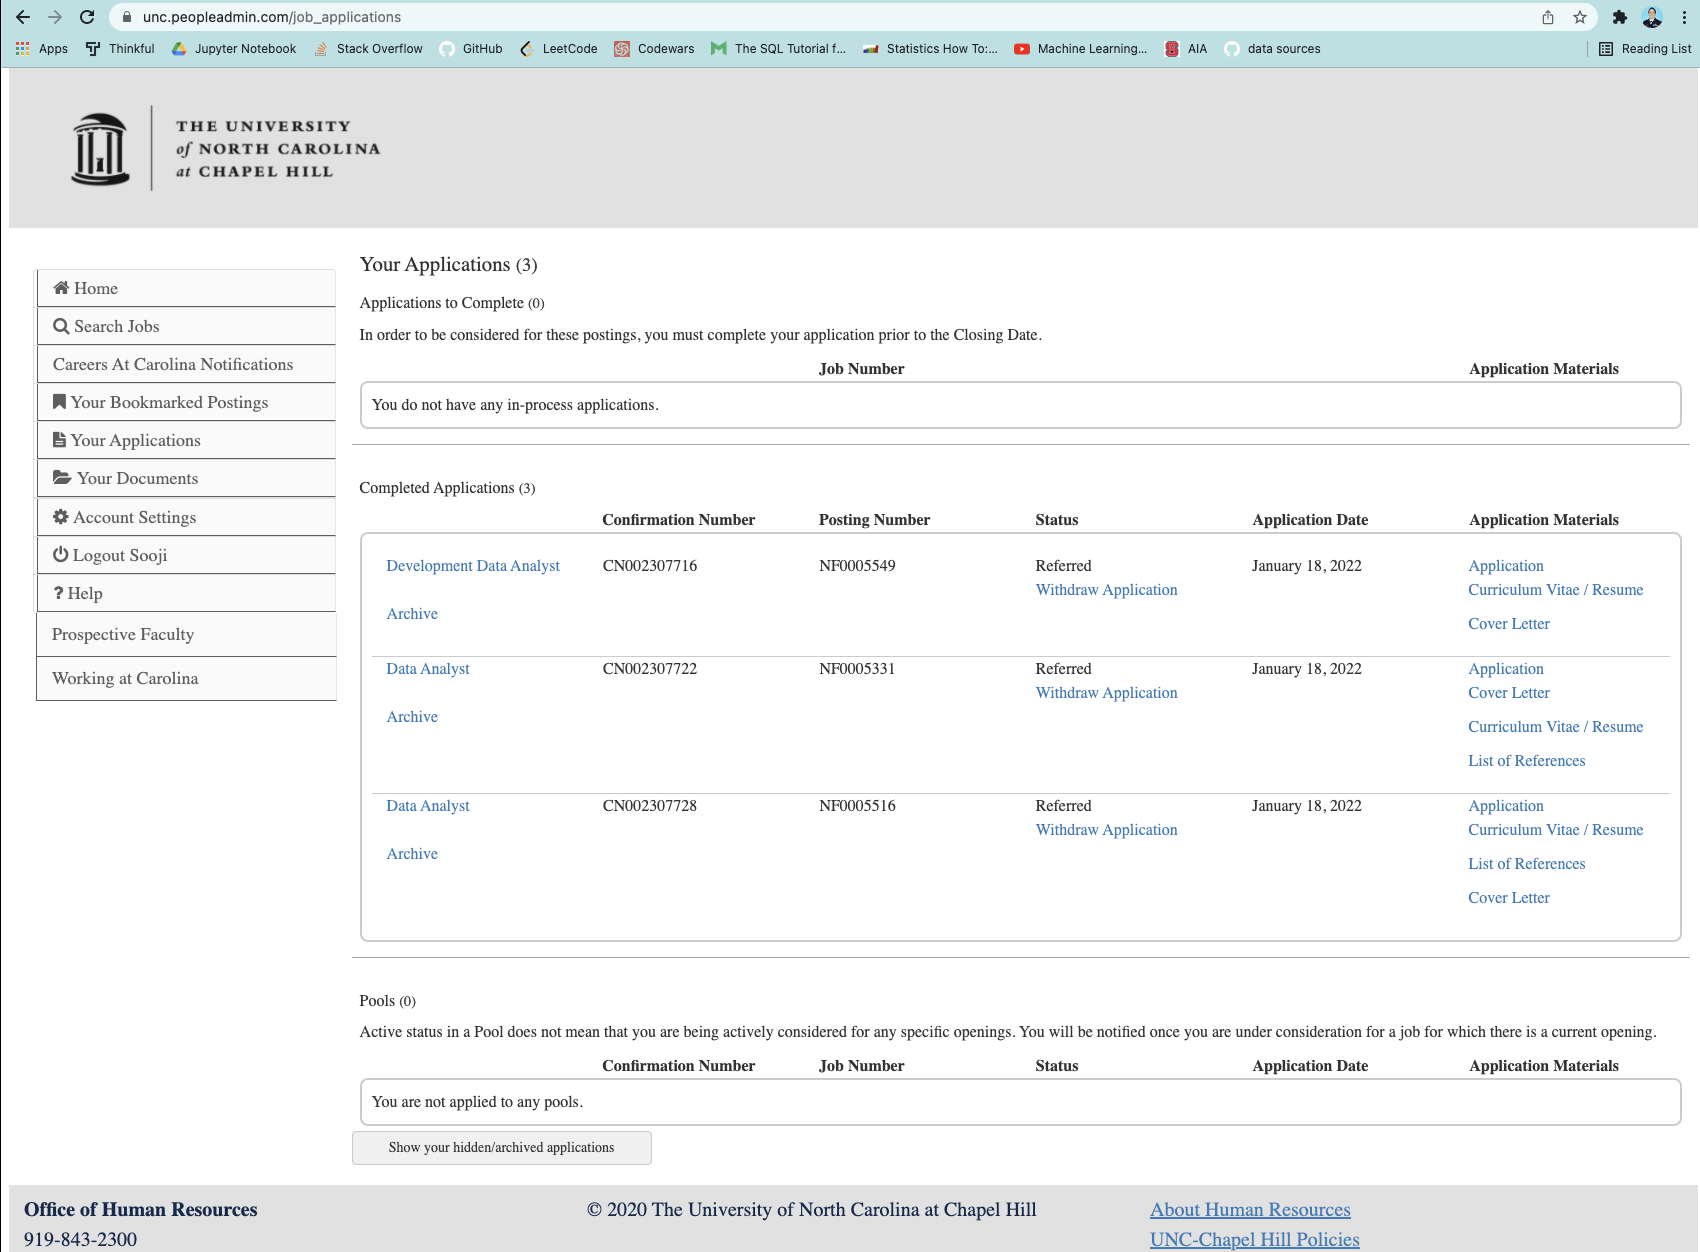 unc.peopleadmin.com/job_applications
Apps Thinkful Jupyter Notebook Stack Overflow GitHub LeetCode Codewars The SQL Tutorial f... Statistics How To:... Machine Learning... AIA data sources Reading List
THE UNIVERSITY
of NORTH CAROLINA
at CHAPEL HILL
Home
Search Jobs
Careers At Carolina Notifications
Your Bookmarked Postings
Your Applications
Your Documents
Account Settings
Logout Sooji
? Help
Prospective Faculty
Working at Carolina
Your Applications (3)
Applications to Complete (0)
In order to be considered for these postings, you must complete your application prior to the Closing Date.
Job Number Application Materials
You do not have any in-process applications.
Completed Applications (3)
Confirmation Number Posting Number Status Application Date Application Materials
Development Data Analyst CN002307716 NF0005549 Referred January 18, 2022 Application
Withdraw Application Curriculum Vitae / Resume
Archive
Cover Letter
Data Analyst CN002307722 NF0005331 Referred January 18, 2022 Application
Withdraw Application Cover Letter
Archive
Curriculum Vitae / Resume
List of References
Data Analyst CN002307728 NF0005516 Referred January 18, 2022 Application
Withdraw Application Curriculum Vitae / Resume
Archive
List of References
Cover Letter
Pools (0)
Active status in a Pool does not mean that you are being actively considered for any specific openings. You will be notified once you are under consideration for a job for which there is a current opening.
Confirmation Number Job Number Status Application Date Application Materials
You are not applied to any pools.
Show your hidden/archived applications
Office of Human Resources © 2020 The University of North Carolina at Chapel Hill About Human Resources
919-843-2300 UNC-Chapel Hill Policies